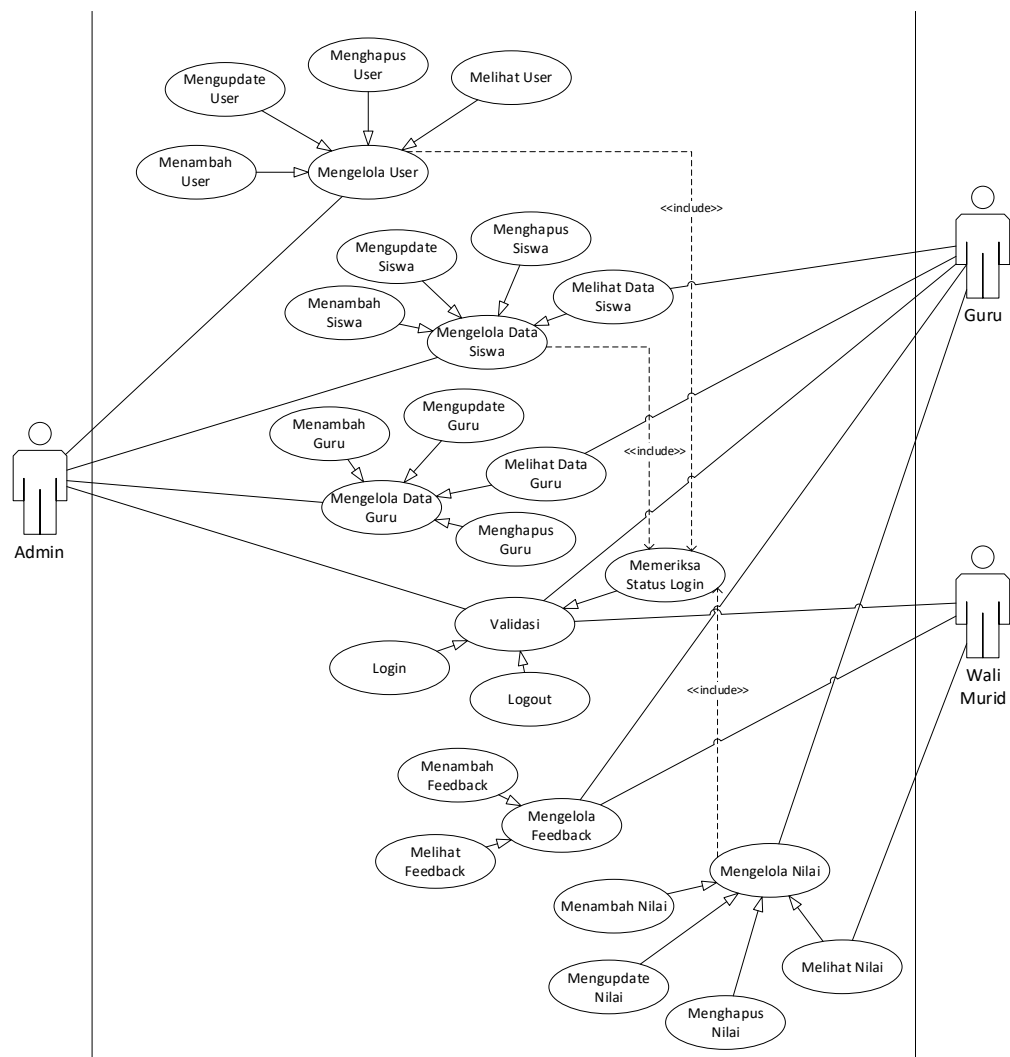 Menghapus
User
Mengupdate
User
Melihat User
Menambah
User
Mengelola User
<<include>>
Menghapus
Siswa
Mengupdate
Siswa
Melihat Data
Siswa
Menambah
Siswa
Mengelola Data
Siswa
Guru
Mengupdate
Guru
Menambah
Guru
<<include>>
Melihat Data
Guru
Mengelola Data
Guru
Menghapus
Guru
Admin
Memeriksa
Status Login
Validasi
Login
Logout
Wali
Murid
<<include>>
Menambah
Feedback
Mengelola
Feedback
Melihat
Feedback
Mengelola Nilai
Menambah Nilai
Melihat Nilai
Mengupdate
Nilai
Menghapus
Nilai